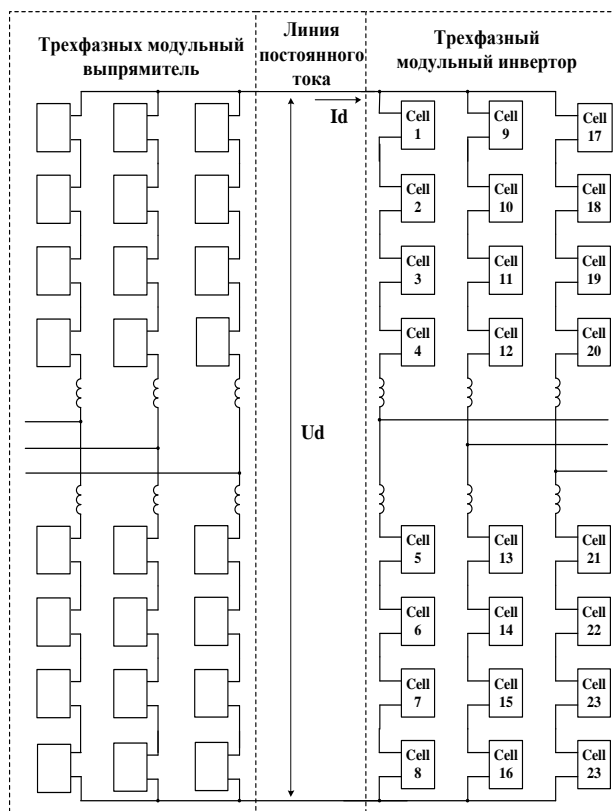 Трехфазных модульный
выпрямитель
Линия
постоянного
тока
Трехфазный
модульный инвертор
Id
Ud
Cell
1
Cell
9
Cell
17
Cell
2
Cell
10
Cell
18
Cell
3
Cell
11
Cell
19
Cell
4
Cell
12
Cell
20
Cell
5
Cell
13
Cell
21
Cell
6
Cell
14
Cell
22
Cell
7
Cell
15
Cell
23
Cell
8
Cell
16
Cell
23